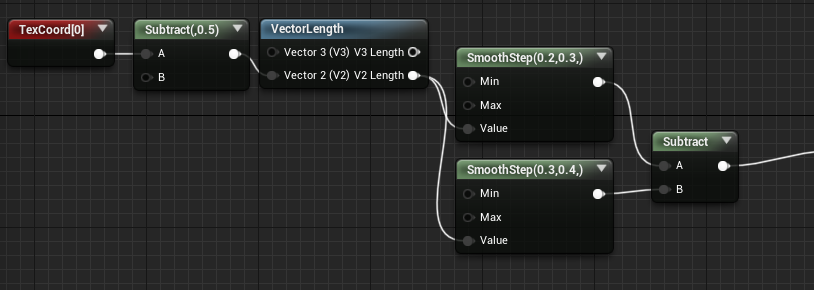 TexCoord[0]
Subtract(,0.5)
A
B
VectorLength
Vector 3 (V3) V3 Length
Vector 2 (V2) V2 Length
SmoothStep(0.2,0.3,)
Min
Max
Value
SmoothStep(0.3,0.4,)
Min
Max
Value
Subtract
A
B